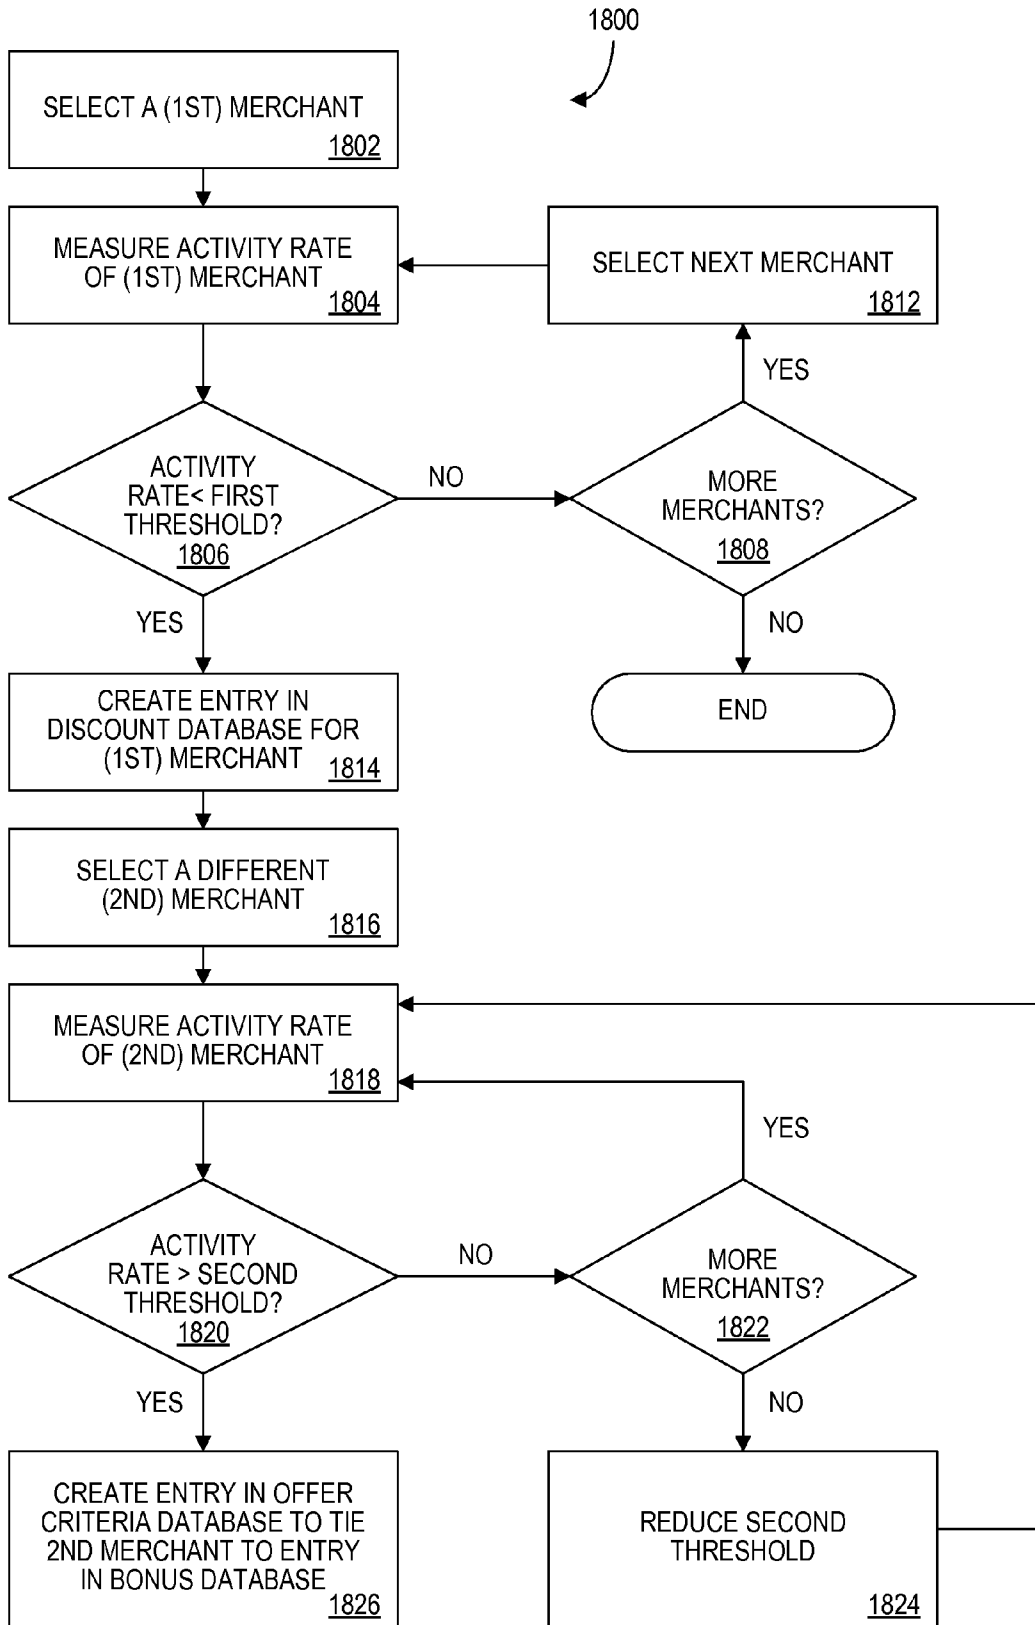 1800
SELECT A (1ST) MERCHANT
1802
MEASURE ACTIVITY RATE
OF (1ST) MERCHANT
1804
SELECT NEXT MERCHANT
1812
YES
ACTIVITY
RATE< FIRST
THRESHOLD?
1806
NO
MORE
MERCHANTS?
1808
YES
NO
CREATE ENTRY IN
DISCOUNT DATABASE FOR
(1ST) MERCHANT
1814
END
SELECT A DIFFERENT
(2ND) MERCHANT
1816
MEASURE ACTIVITY RATE
OF (2ND) MERCHANT
1818
YES
ACTIVITY
RATE > SECOND
THRESHOLD?
1820
NO
MORE
MERCHANTS?
1822
YES
NO
CREATE ENTRY IN OFFER
CRITERIA DATABASE TO TIE
2ND MERCHANT TO ENTRY
IN BONUS DATABASE
1826
REDUCE SECOND
THRESHOLD
1824